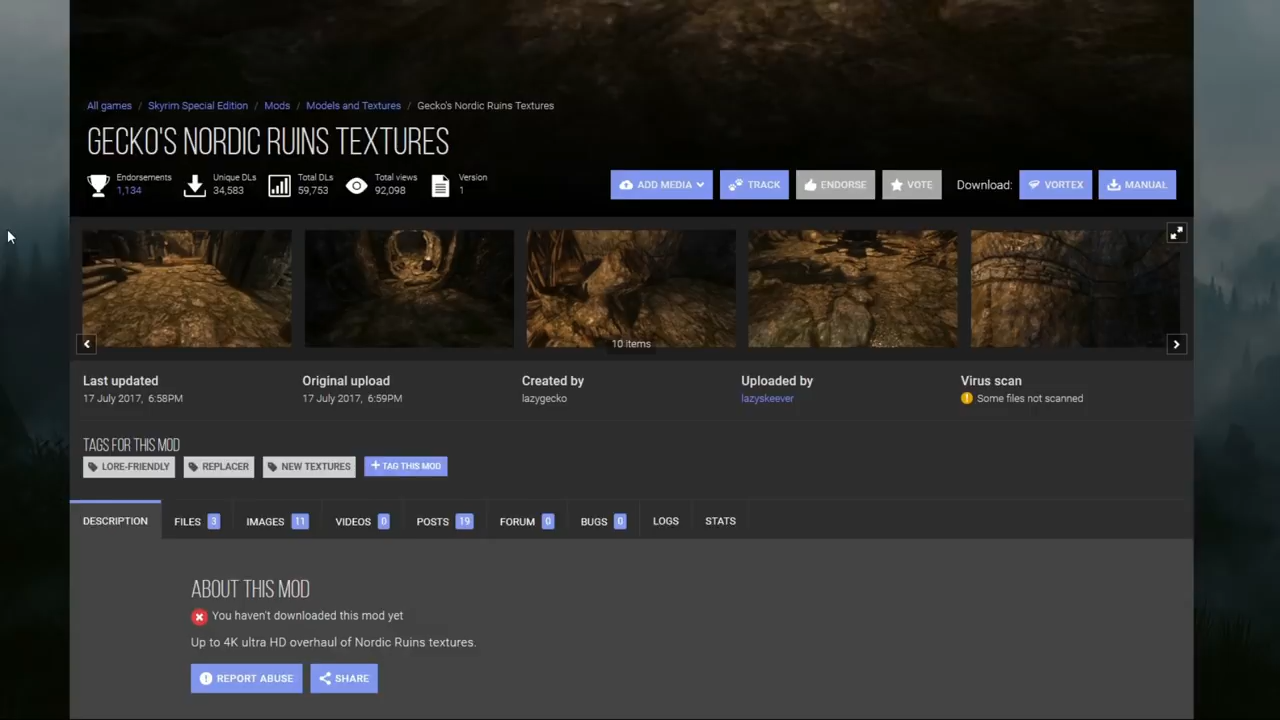 All games / Skyrim Special Edition / Mods / Models and Textures / Gecko's Nordic Ruins Textures
GECKO'S NORDIC RUINS TEXTURES
Endorsements
1,134
Unique DLs
34,583
Total DLs
59,753
Total views
92,098
Version
1
ADD MEDIA
TRACK
ENDORSE
VOTE
Download:
VORTEX
MANUAL
10 items
Last updated
17 July 2017, 6:58PM
Original upload
17 July 2017, 6:59PM
Created by
lazygecko
Uploaded by
lazyskeever
Virus scan
Some files not scanned
TAGS FOR THIS MOD
LORE-FRIENDLY
REPLACER
NEW TEXTURES
+ TAG THIS MOD
DESCRIPTION
FILES 3
IMAGES 11
VIDEOS 0
POSTS 19
FORUM 0
BUGS 0
LOGS
STATS
ABOUT THIS MOD
You haven't downloaded this mod yet
Up to 4K ultra HD overhaul of Nordic Ruins textures.
REPORT ABUSE
SHARE